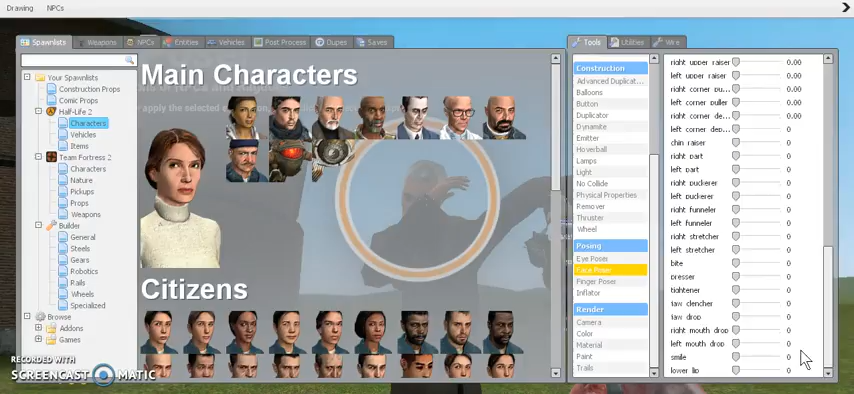 Drawing NPCs
Spawnlists Weapons NPCs Entities Vehicles Post Process Dupes Saves
Your Spawnlists
Construction Props
Comic Props
Half-Life 2
Characters
Vehicles
Items
Team Fortress 2
Characters
Nature
Pickups
Props
Weapons
Builder
General
Steels
Gears
Robotics
Rails
Wheels
Specialized
Browse
Addons
Games
Main Characters
Citizens
Tools Utilities Wire
Construction
Advanced Duplicat...
Balloons
Button
Duplicator
Dynamite
Emitter
Hoverball
Lamps
Light
No Collide
Physical Properties
Remover
Thruster
Wheel
Posing
Eye Poser
Face Poser
Finger Poser
Inflator
Render
Camera
Color
Material
Paint
Trails
right upper raiser 0.00
left upper raiser 0.00
right corner pu... 0.00
left corner puller 0.00
right corner de... 0.00
left corner dep... 0
chin raiser 0
right part 0
left part 0
right puckerer 0
left puckerer 0
right funneler 0
left funneler 0
right stretcher 0
left stretcher 0
bite 0
presser 0
tightener 0
jaw clencher 0
jaw drop 0
right mouth drop 0
left mouth drop 0
smile 0
lower lip 0
RECORDED WITH
SCREENCAST MATIC